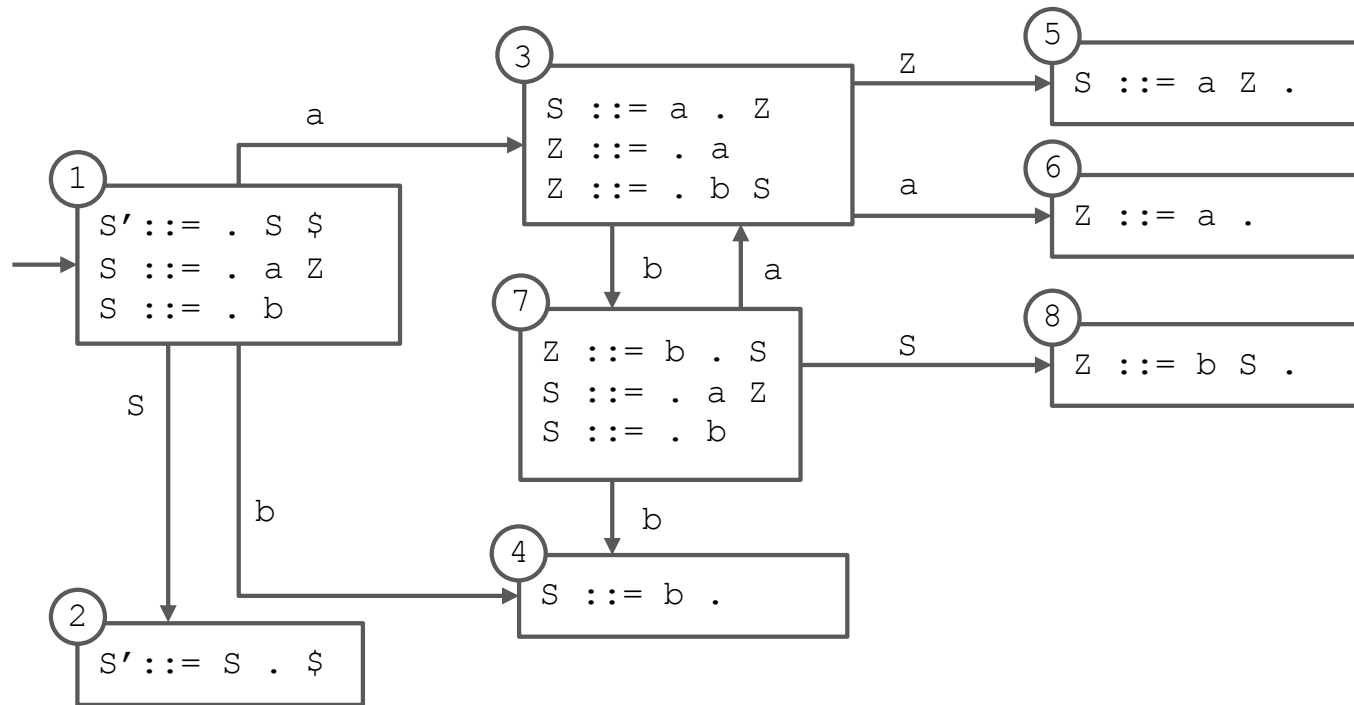 5
S ::= a Z .
3
S ::= a . Z
Z ::= . a
Z ::= . b S
Z
a
1
S′::= . S $
S ::= . a Z
S ::= . b
a
6
Z ::= a .
b
a
7
Z ::= b . S
S ::= . a Z
S ::= . b
S
8
Z ::= b S .
S
b
b
4
S ::= b .
2
S′::= S . $